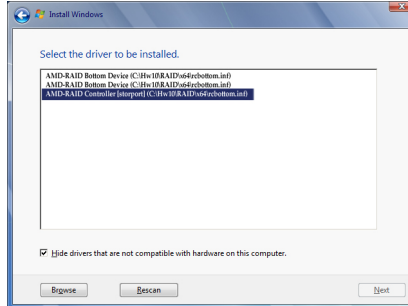 Install Windows
Select the driver to be installed.
AMD-RAID Bottom Device (C:\Hw10\RAID\x64\rcbottom.inf)
AMD-RAID Bottom Device (C:\Hw10\RAID\x64\rcbottom.inf)
AMD-RAID Controller [storport] (C:\Hw10\RAID\x64\rcbottom.inf)
Hide drivers that are not compatible with hardware on this computer.
Browse
Rescan
Next